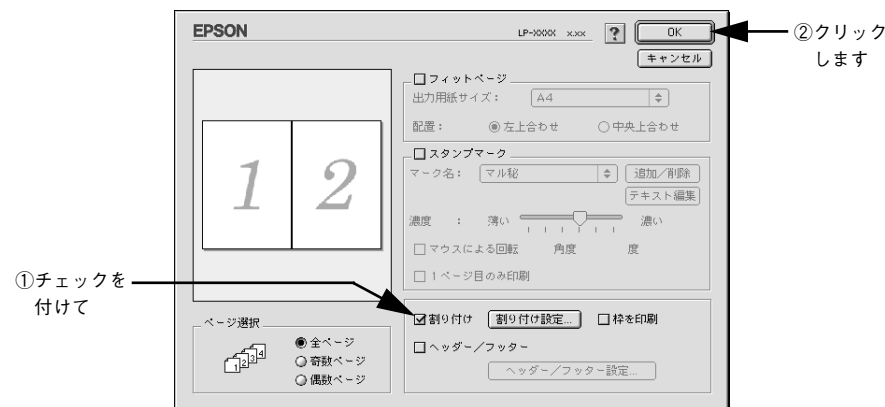 EPSON
LP-XXXX x.xx
?
OK
キャンセル
②クリック
します
1 2
□フィットページ
出力用紙サイズ： A4
配置： ◉左上合わせ ○中央上合わせ
□スタンプマーク
マーク名： マル秘 追加／削除
テキスト編集
濃度 ： 薄い 濃い
□マウスによる回転 角度 度
□1ページ目のみ印刷
①チェックを
付けて
☑割り付け 割り付け設定... □枠を印刷
□ヘッダー／フッター
ヘッダー／フッター設定...
ページ選択
1 2 3 4
◉全ページ
○奇数ページ
○偶数ページ